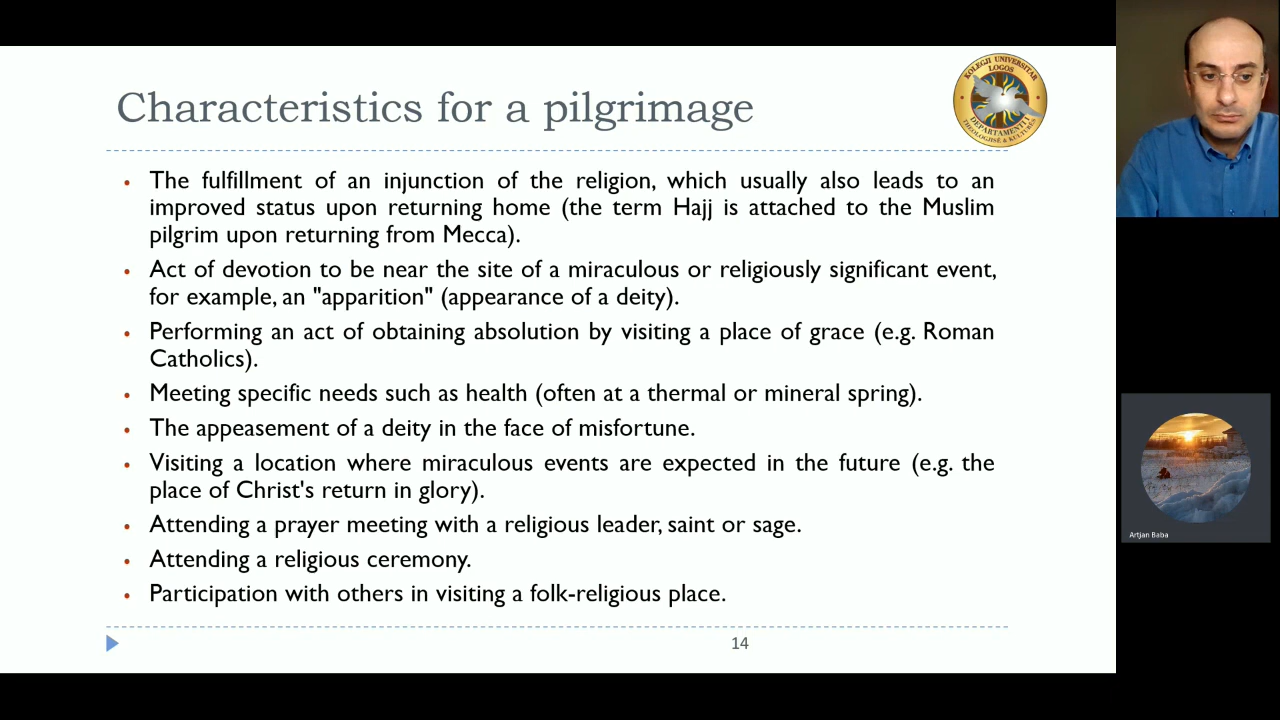 Characteristics for a pilgrimage
KOLEGJI UNIVERSITAR
LOGOS
DEPARTAMENTI I
THEOLOGJISË & KULTURËS
• The fulfillment of an injunction of the religion, which usually also leads to an
improved status upon returning home (the term Hajj is attached to the Muslim
pilgrim upon returning from Mecca).
• Act of devotion to be near the site of a miraculous or religiously significant event,
for example, an "apparition" (appearance of a deity).
• Performing an act of obtaining absolution by visiting a place of grace (e.g. Roman
Catholics).
• Meeting specific needs such as health (often at a thermal or mineral spring).
• The appeasement of a deity in the face of misfortune.
• Visiting a location where miraculous events are expected in the future (e.g. the
place of Christ's return in glory).
• Attending a prayer meeting with a religious leader, saint or sage.
• Attending a religious ceremony.
• Participation with others in visiting a folk-religious place.
14
Artjan Baba